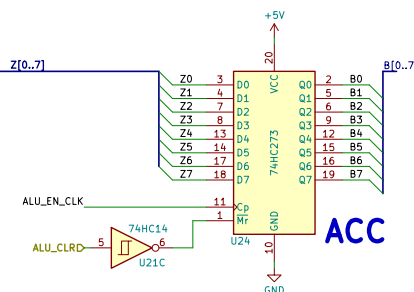 +5V
Z[0..7]
B[0..7
20
VCC
Z0 3 D0 Q0 2 B0
Z1 4 D1 Q1 5 B1
Z2 7 D2 Q2 6 B2
Z3 8 D3 Q3 9 B3
Z4 13 D4 Q4 12 B4
Z5 14 D5 Q5 15 B5
Z6 17 D6 Q6 16 B6
Z7 18 D7 Q7 19 B7
74HC273
ALU_EN_CLK 11 Cp
1 Mr
GND
U24
10
ACC
74HC14
ALU_CLR 5 6
U21C
GND